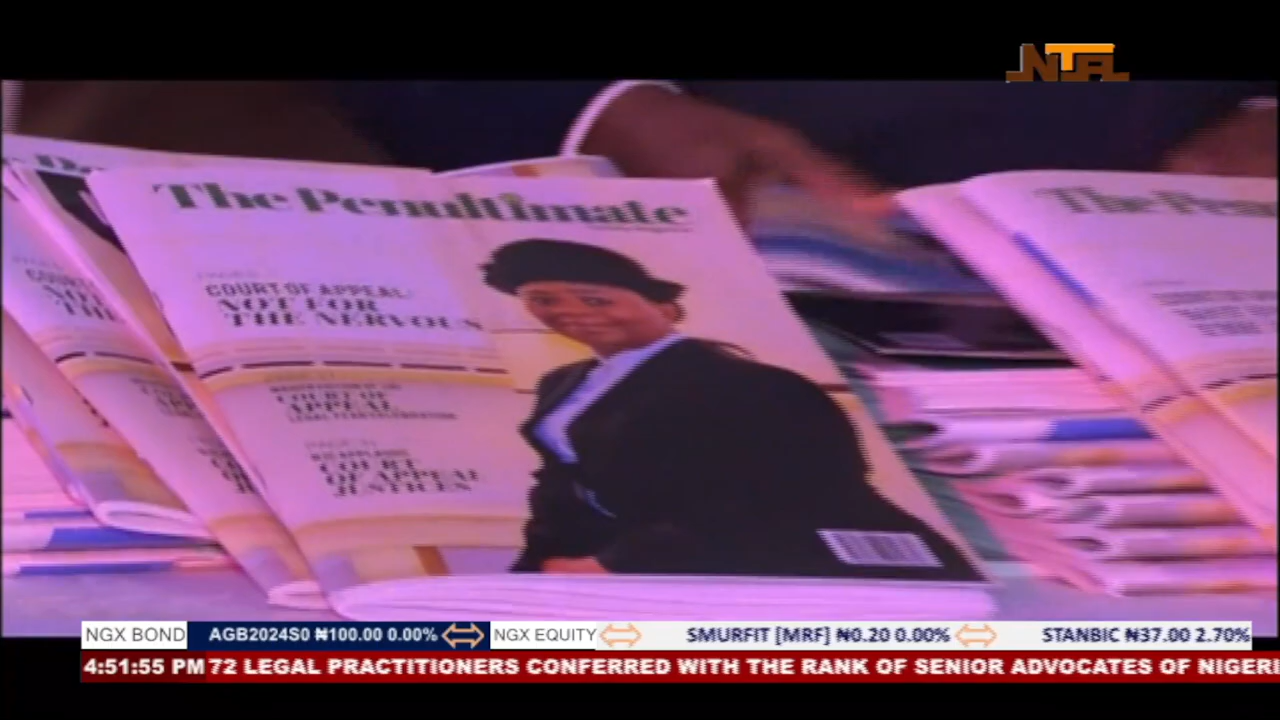 NTA
The Penultimate
COURT OF APPEAL:
NOT FOR
THE NERVOUS
COURT OF
APPEAL
COURT
OF APPEAL
JUSTICES
The Pen
NGX BOND AGB2024S0 ₦100.00 0.00% NGX EQUITY SMURFIT [MRF] ₦0.20 0.00% STANBIC ₦37.00 2.70%
4:51:55 PM 72 LEGAL PRACTITIONERS CONFERRED WITH THE RANK OF SENIOR ADVOCATES OF NIGERI